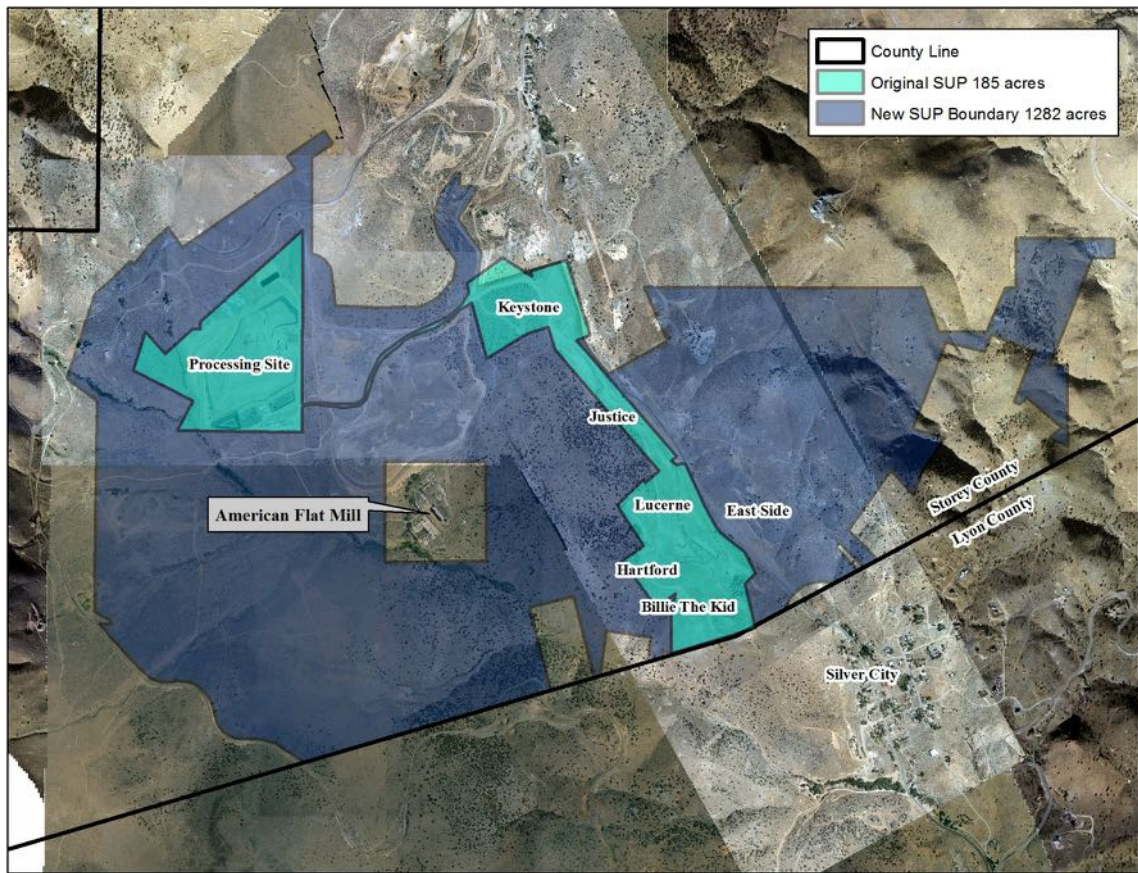 County Line
Original SUP 185 acres
New SUP Boundary 1282 acres
Keystone
Processing Site
Justice
Lucerne
East Side
American Flat Mill
Storey County
Lyon County
Hartford
Billie The Kid
Silver City